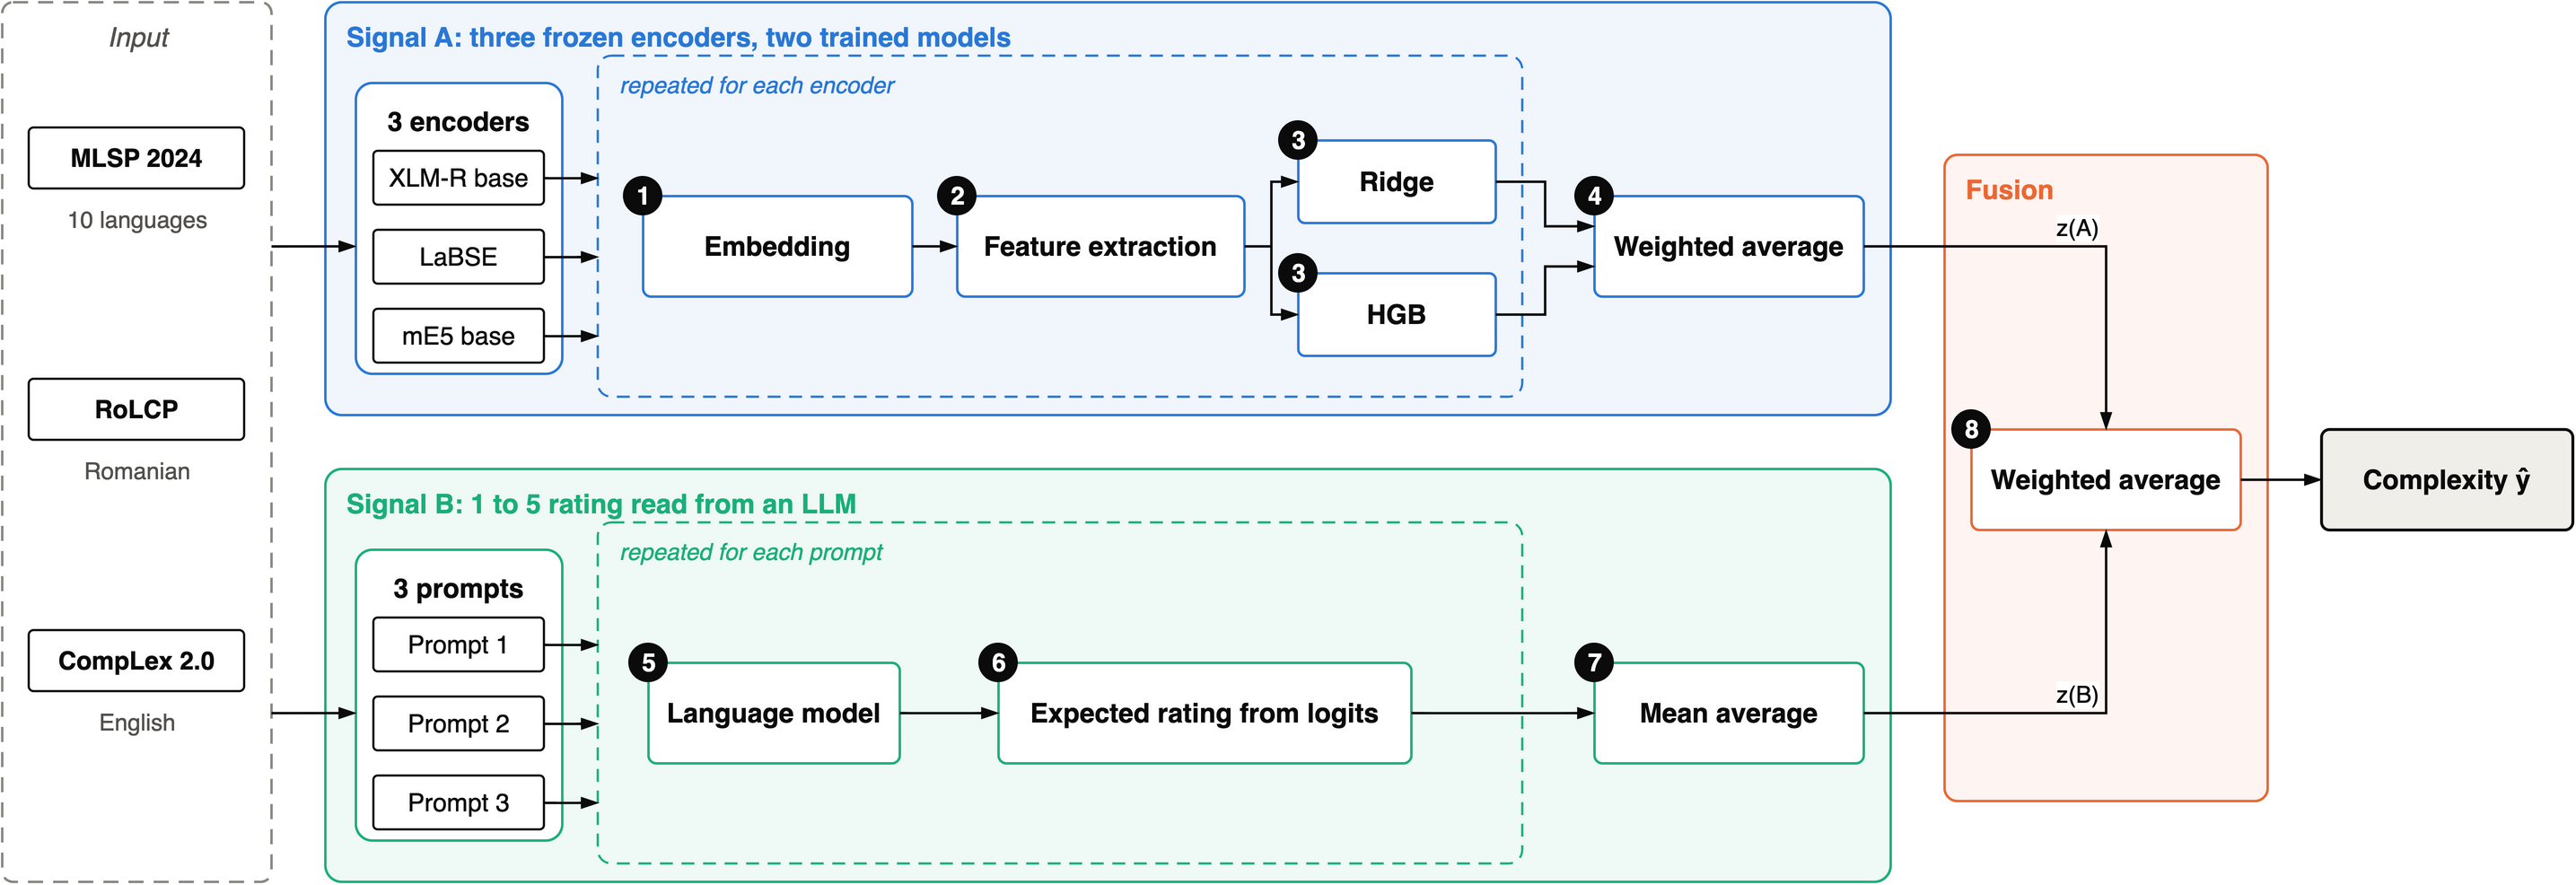 Input
MLSP 2024
10 languages
RoLCP
Romanian
CompLex 2.0
English
Signal A: three frozen encoders, two trained models
3 encoders
XLM-R base
LaBSE
mE5 base
repeated for each encoder
1
Embedding
2
Feature extraction
3
Ridge
3
HGB
4
Weighted average
Signal B: 1 to 5 rating read from an LLM
3 prompts
Prompt 1
Prompt 2
Prompt 3
repeated for each prompt
5
Language model
6
Expected rating from logits
7
Mean average
Fusion
z(A)
8
Weighted average
z(B)
Complexity ŷ